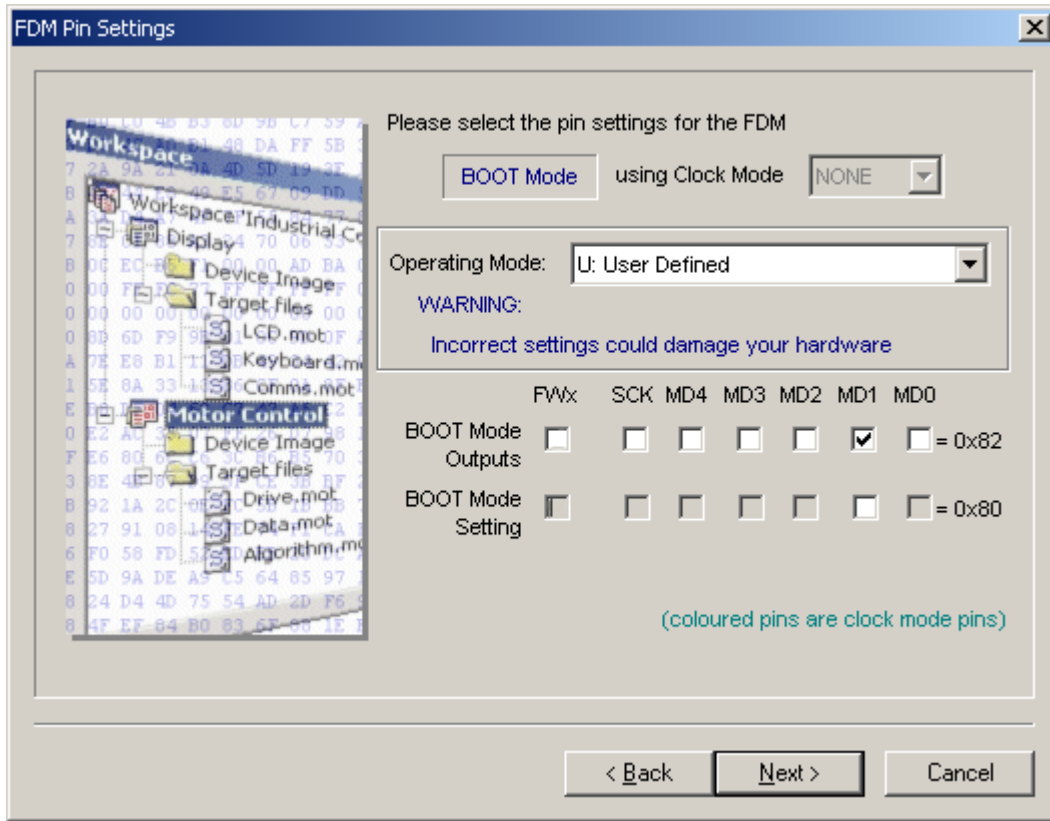 FDM Pin Settings
Please select the pin settings for the FDM
BOOT Mode
using Clock Mode
NONE
Operating Mode:
U: User Defined
WARNING:
Incorrect settings could damage your hardware
FWx SCK MD4 MD3 MD2 MD1 MD0
BOOT Mode
Outputs
= 0x82
BOOT Mode
Setting
= 0x80
(coloured pins are clock mode pins)
Workspace
Workspace 'Industrial
Display
Device Image
Target files
LCD.mot
Keyboard.
Comms.mot
Motor Control
Device Image
Target files
Drive.mot
Data.mot
Algorithm.
< Back
Next >
Cancel